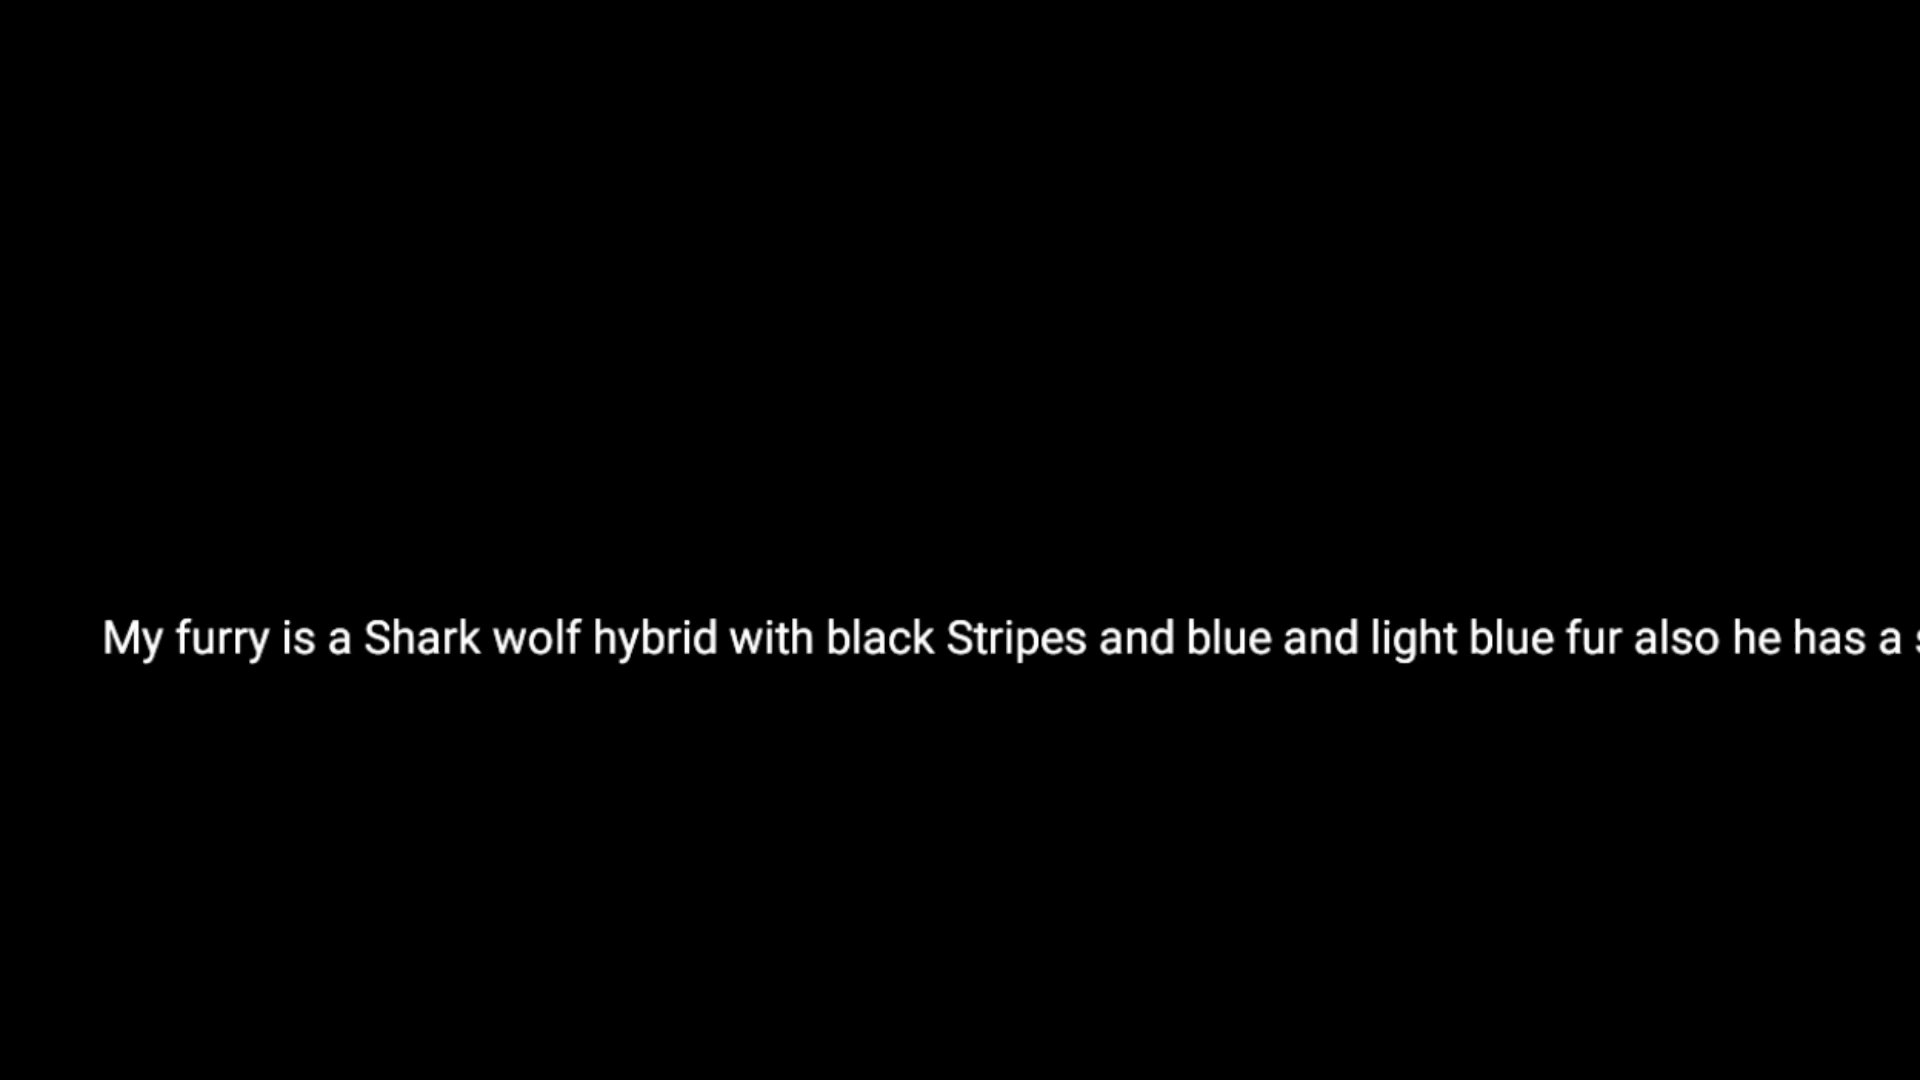 My furry is a Shark wolf hybrid with black Stripes and blue and light blue fur also he has a